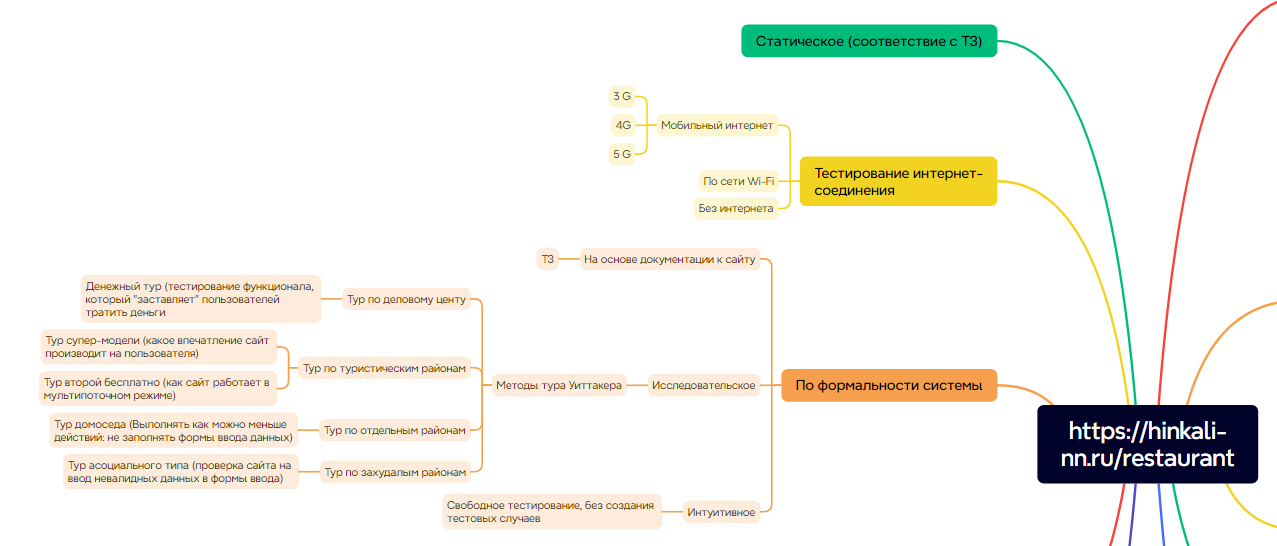 Статическое (соответствие с ТЗ)
3 G
4G
5 G
Мобильный интернет
По сети Wi-Fi
Без интернета
Тестирование интернет-
соединения
ТЗ
На основе документации к сайту
Денежный тур (тестирование функционала,
который "заставляет" пользователей
тратить деньги
Тур по деловому центу
Тур супер-модели (какое впечатление сайт
производит на пользователя)
Тур второй бесплатно (как сайт работает в
мультипоточном режиме)
Тур по туристическим районам
Тур домоседа (Выполнять как можно меньше
действий: не заполнять формы ввода данных)
Тур по отдельным районам
Тур асоциального типа (проверка сайта на
ввод невалидных данных в формы ввода)
Тур по захудалым районам
Методы тура Уиттакера
Исследовательское
Свободное тестирование, без создания
тестовых случаев
Интуитивное
По формальности системы
https://hinkali-
nn.ru/restaurant